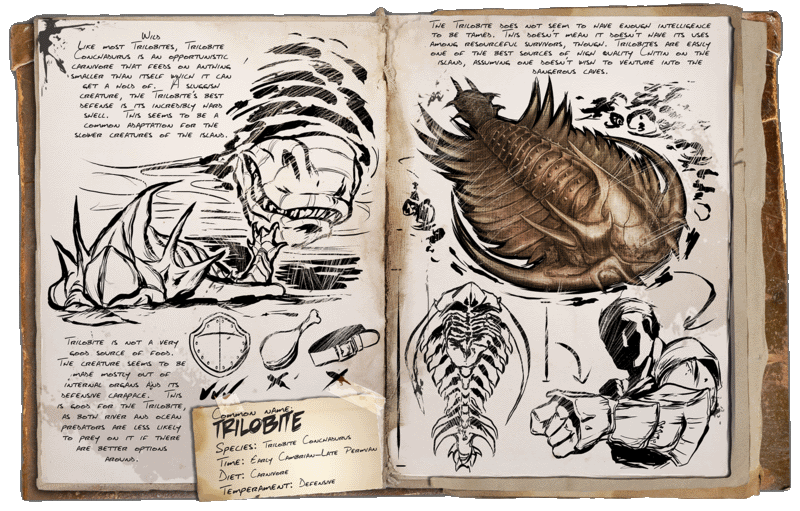 Wild
Like most Trilobites, Trilobite
Conchadurus is an opportunistic
carnivore that feeds on anthing
smaller than itself which it can
get a hold of. A sluggish
creature, the Trilobite's best
defense is its incredibly hard
shell. This seems to be a
common adaptation for the
slower creatures of the island.
Trilobite is not a very
good source of food.
The creature seems to be
made mostly out of
internal organs and its
defensive carapace. This
is good for the Trilobite,
as both river and ocean
predators are less likely
to prey on it if there
are better options
around.
Common name:
Trilobite
Species: Trilobite Conchadurus
Time: Early Cambrian-Late Permian
Diet: Carnivore
Temperament: Defensive
The Trilobite does not seem to have enough intelligence
to be tamed. This doesn't mean it doesn't have its uses
among resourceful survivors, though. Trilobites are easily
one of the best sources of high quality Chitin on the
island, assuming one doesn't wish to venture into the
dangerous caves.